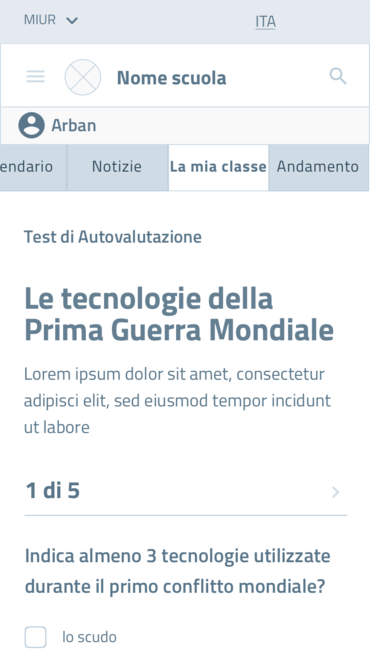 MIUR
ITA
Nome scuola
Arban
endario Notizie La mia classe Andamento
Test di Autovalutazione
Le tecnologie della
Prima Guerra Mondiale
Lorem ipsum dolor sit amet, consectetur
adipisci elit, sed eiusmod tempor incidunt
ut labore
1 di 5
Indica almeno 3 tecnologie utilizzate
durante il primo conflitto mondiale?
lo scudo